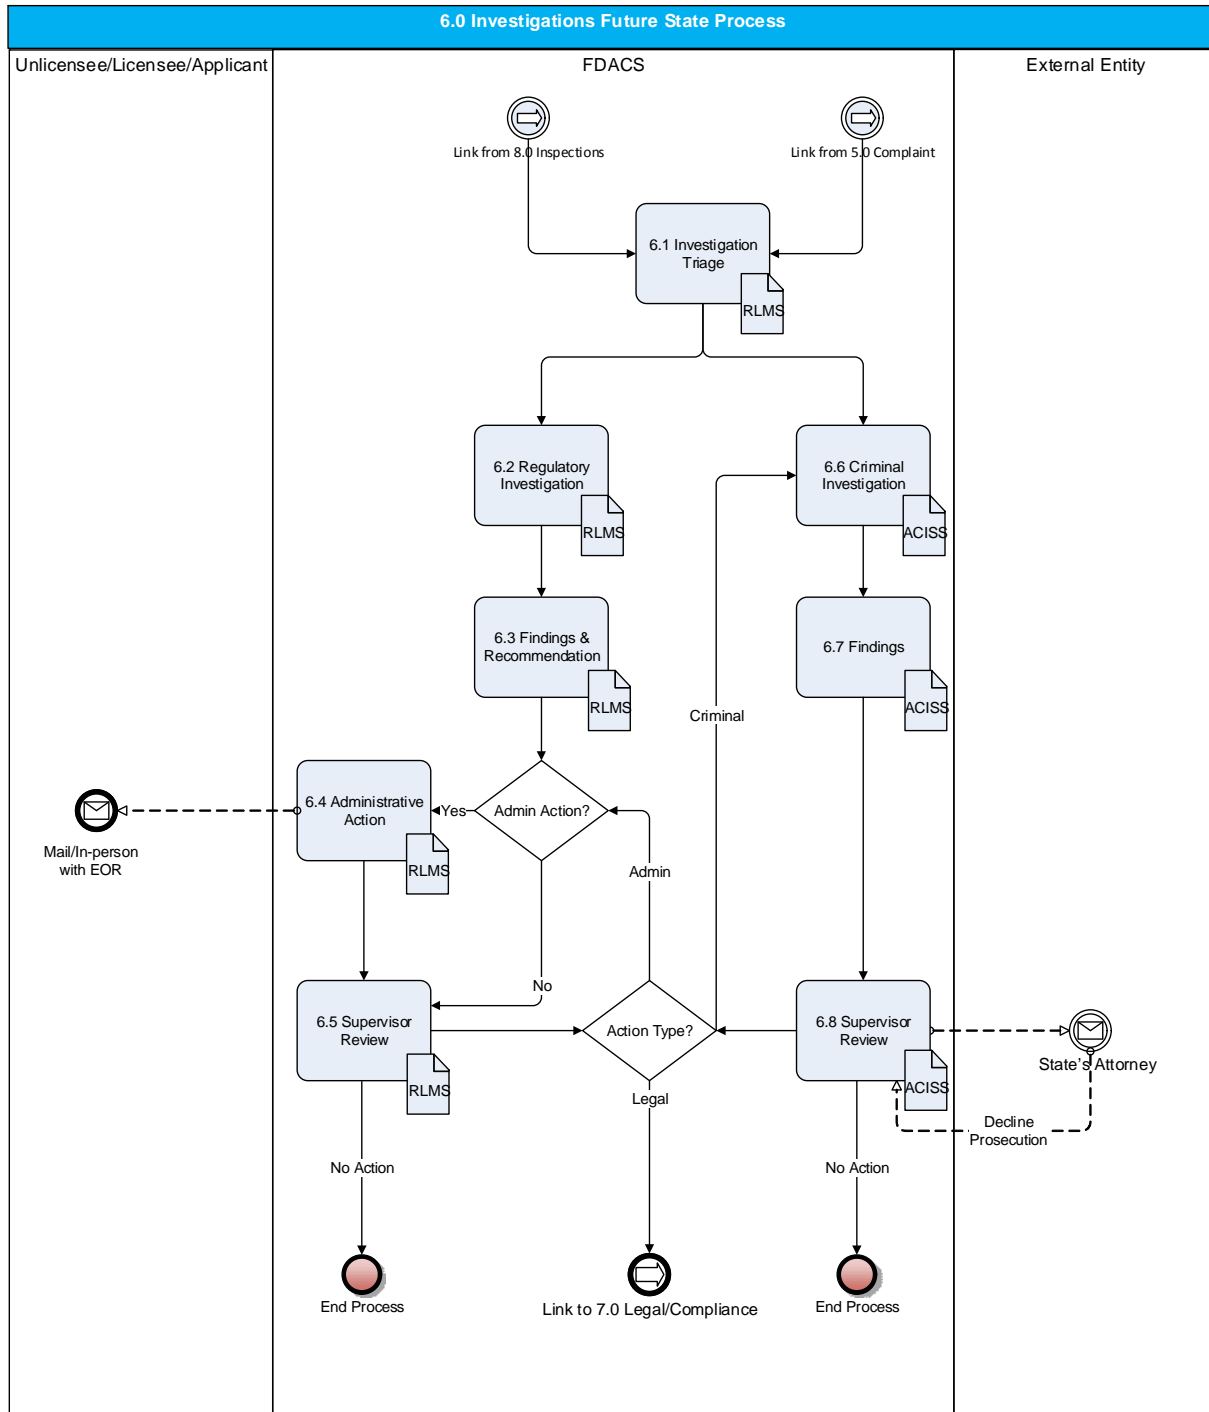 6.0 Investigations Future State Process
Unlicensee/Licensee/Applicant
FDACS
External Entity
Link from 8.0 Inspections
Link from 5.0 Complaint
6.1 Investigation
Triage
RLMS
6.2 Regulatory
Investigation
RLMS
6.6 Criminal
Investigation
ACISS
6.3 Findings &
Recommendation
RLMS
6.7 Findings
ACISS
Criminal
6.4 Administrative
Action
RLMS
Yes
Admin Action?
Mail/In-person
with EOR
Admin
No
6.5 Supervisor
Review
RLMS
Action Type?
6.8 Supervisor
Review
ACISS
State's Attorney
Legal
Decline
Prosecution
No Action
No Action
End Process
Link to 7.0 Legal/Compliance
End Process